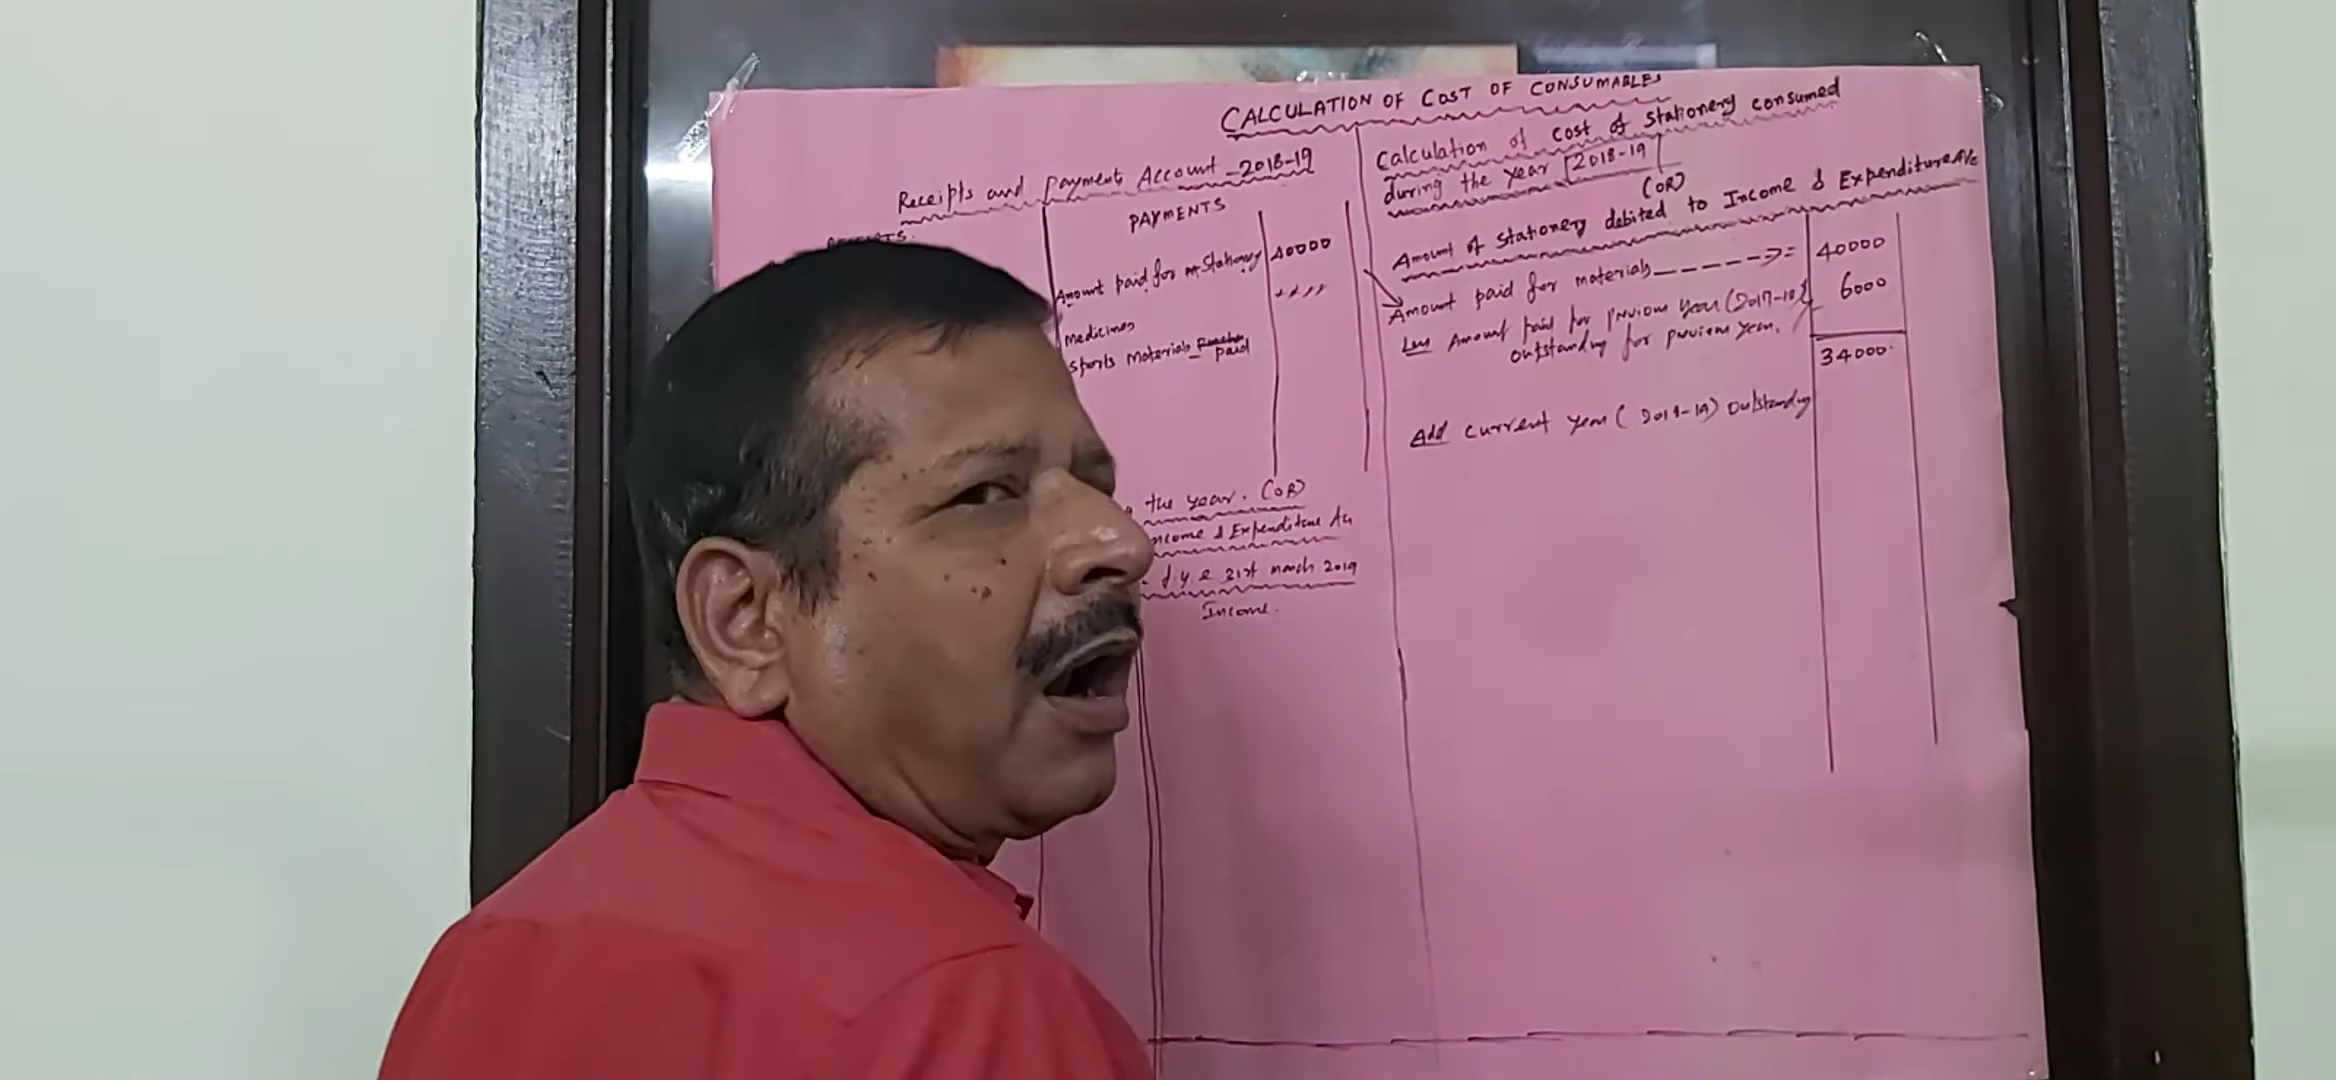 CALCULATION OF COST OF CONSUMABLES
Receipts and Payments Account - 2018-19
RECEIPTS.
PAYMENTS
Amount paid for Stationery 40000
Medicines
Sports Materials paid
the year. (OR)
ncome & Expenditure A/c
d y. e 31st march 2019
Income.
Calculation of cost of stationery consumed
during the year 2018-19
(OR)
Amount of stationery debited to Income & Expenditure A/c
Amount paid for materials -----> = 40000
Less Amount paid for previous year (2017-18) 6000
outstanding for previous year.
34000
Add current year (2018-19) outstanding